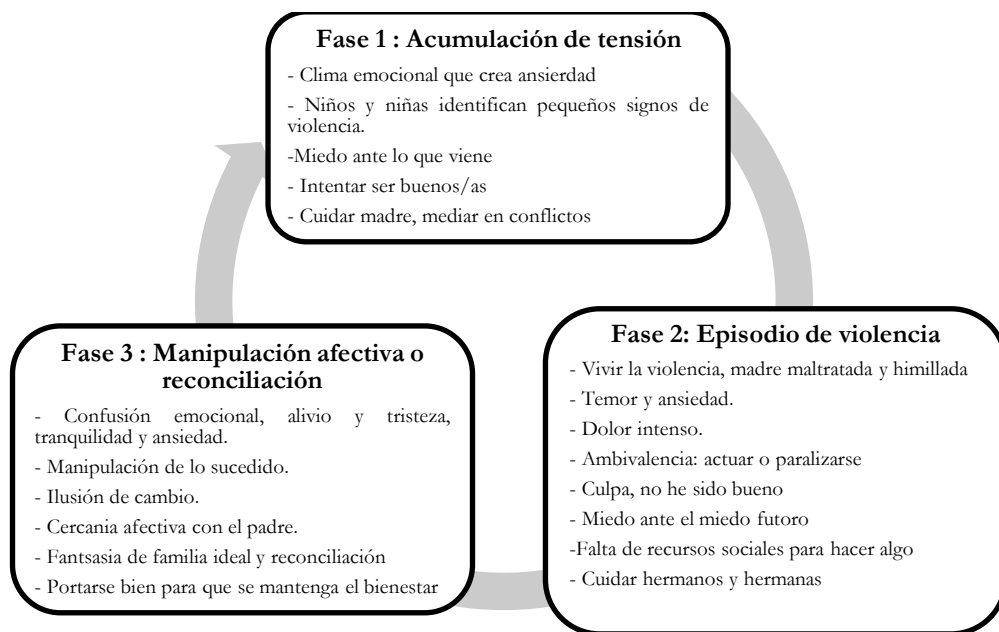 Fase 1 : Acumulación de tensión
- Clima emocional que crea ansierdad
- Niños y niñas identifican pequeños signos de
violencia.
-Miedo ante lo que viene
- Intentar ser buenos/as
- Cuidar madre, mediar en conflictos
Fase 2: Episodio de violencia
- Vivir la violencia, madre maltratada y himillada
- Temor y ansiedad.
- Dolor intenso.
- Ambivalencia: actuar o paralizarse
- Culpa, no he sido bueno
- Miedo ante el miedo futoro
-Falta de recursos sociales para hacer algo
- Cuidar hermanos y hermanas
Fase 3 : Manipulación afectiva o
reconciliación
- Confusión emocional, alivio y tristeza,
tranquilidad y ansiedad.
- Manipulación de lo sucedido.
- Ilusión de cambio.
- Cercania afectiva con el padre.
- Fantsasia de familia ideal y reconciliación
- Portarse bien para que se mantenga el bienestar